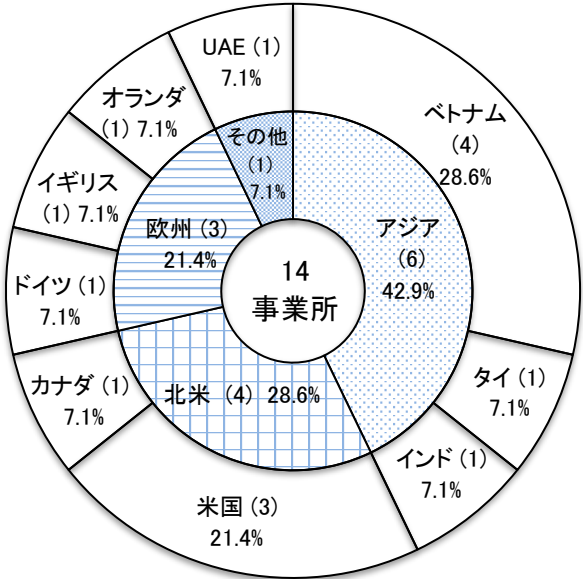 14
事業所
アジア
(6)
42.9%
北米 (4) 28.6%
欧州 (3)
21.4%
その他
(1)
7.1%
ベトナム
(4)
28.6%
タイ (1)
7.1%
インド (1)
7.1%
米国 (3)
21.4%
カナダ (1)
7.1%
ドイツ (1)
7.1%
イギリス
(1) 7.1%
オランダ
(1) 7.1%
UAE (1)
7.1%